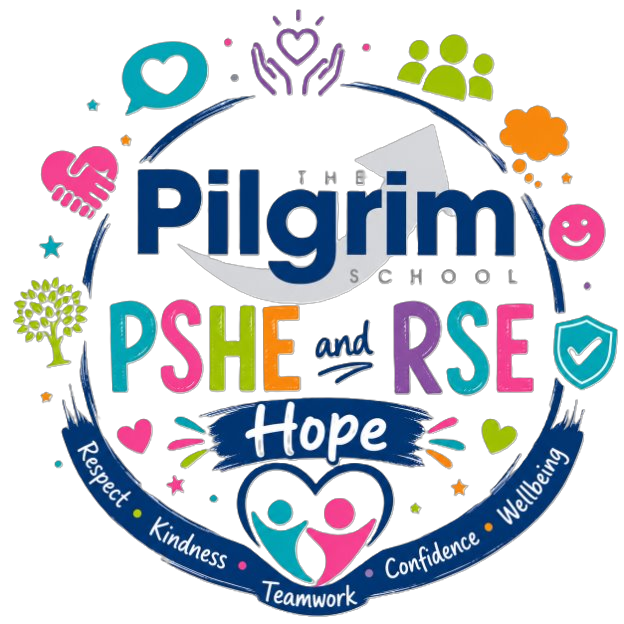 THE
Pilgrim
SCHOOL
PSHE and RSE
Hope
Respect • Kindness • Teamwork • Confidence • Wellbeing